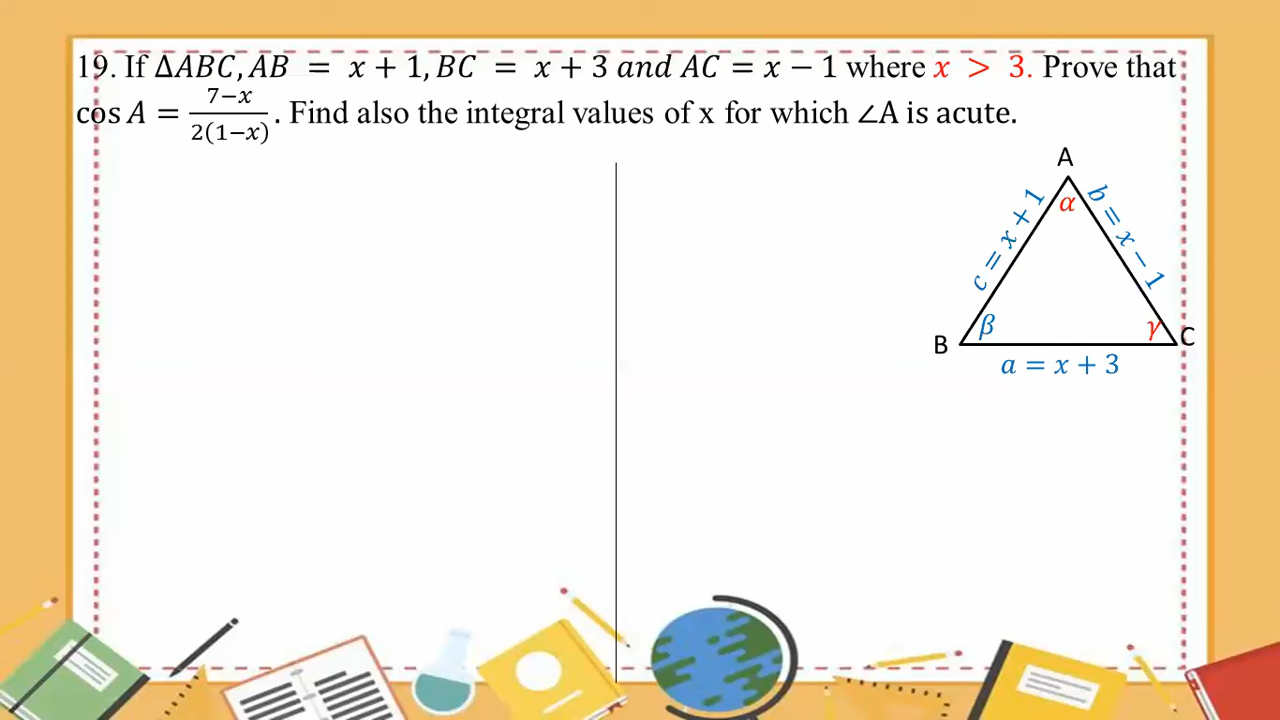 19. If ΔABC, AB = x + 1, BC = x + 3 and AC = x − 1 where x > 3. Prove that
cos A = \frac{7−x}{2(1−x)}. Find also the integral values of x for which ∠A is acute.
A
α
c = x + 1
b = x − 1
β
γ
B
C
a = x + 3